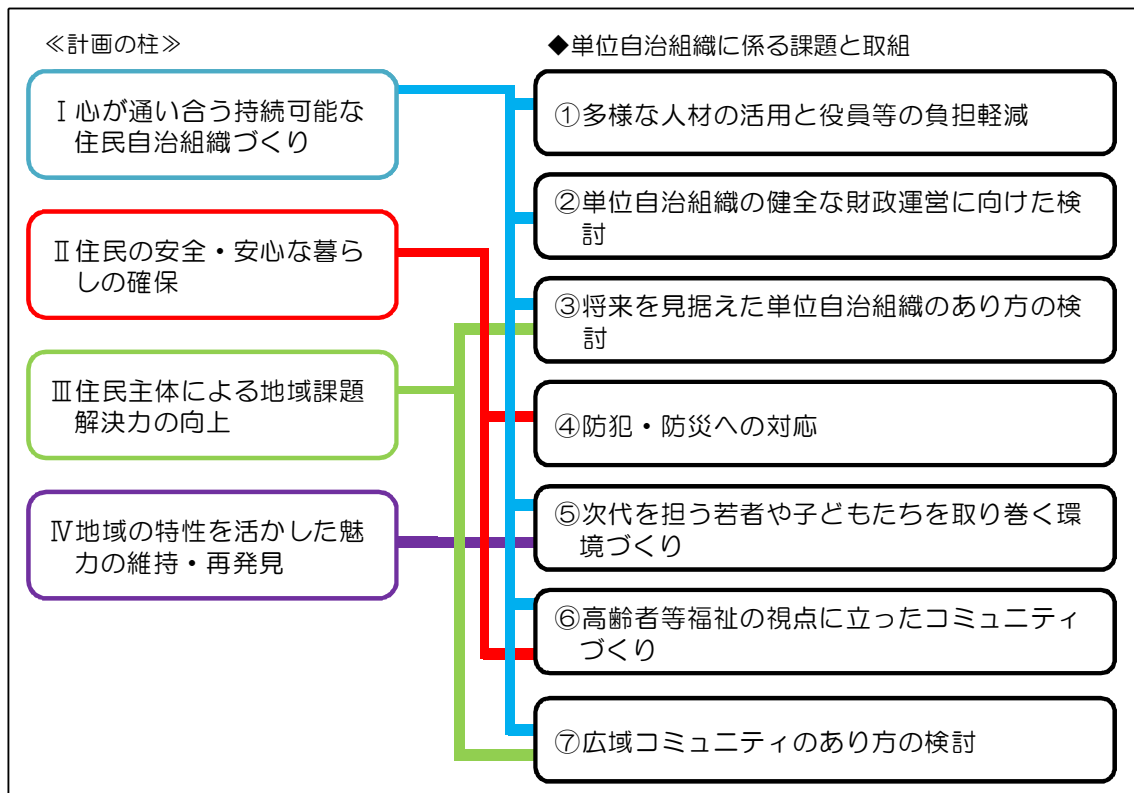 ≪計画の柱≫
Ⅰ心が通い合う持続可能な
住民自治組織づくり
Ⅱ住民の安全・安心な暮ら
しの確保
Ⅲ住民主体による地域課題
解決力の向上
Ⅳ地域の特性を活かした魅
力の維持・再発見
◆単位自治組織に係る課題と取組
①多様な人材の活用と役員等の負担軽減
②単位自治組織の健全な財政運営に向けた検
討
③将来を見据えた単位自治組織のあり方の検
討
④防犯・防災への対応
⑤次代を担う若者や子どもたちを取り巻く環
境づくり
⑥高齢者等福祉の視点に立ったコミュニティ
づくり
⑦広域コミュニティのあり方の検討